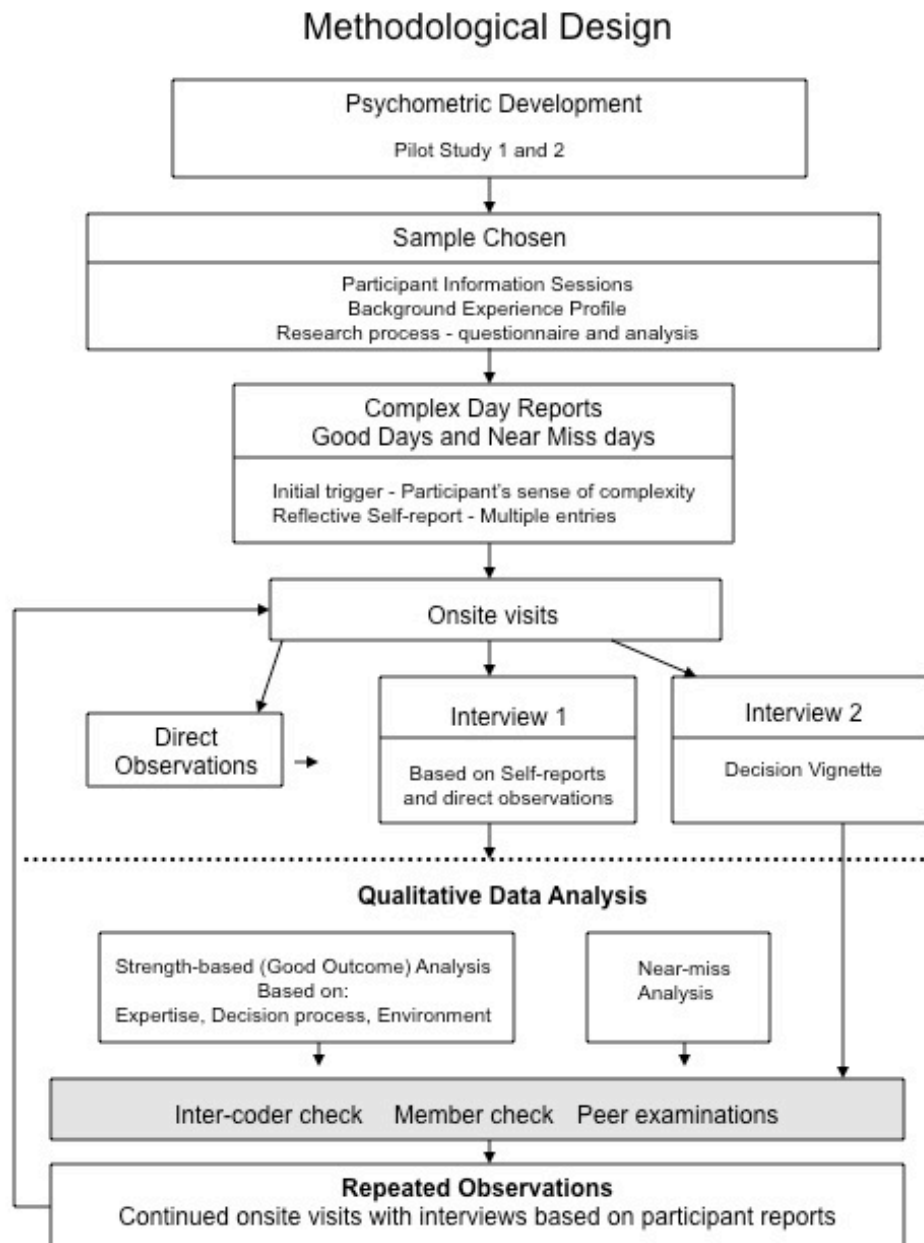 Methodological Design
Psychometric Development
Pilot Study 1 and 2
Sample Chosen
Participant Information Sessions
Background Experience Profile
Research process - questionnaire and analysis
Complex Day Reports
Good Days and Near Miss days
Initial trigger - Participant's sense of complexity
Reflective Self-report - Multiple entries
Onsite visits
Direct
Observations
Interview 1
Based on Self-reports
and direct observations
Interview 2
Decision Vignette
Qualitative Data Analysis
Strength-based (Good Outcome) Analysis
Based on:
Expertise, Decision process, Environment
Near-miss
Analysis
Inter-coder check Member check Peer examinations
Repeated Observations
Continued onsite visits with interviews based on participant reports